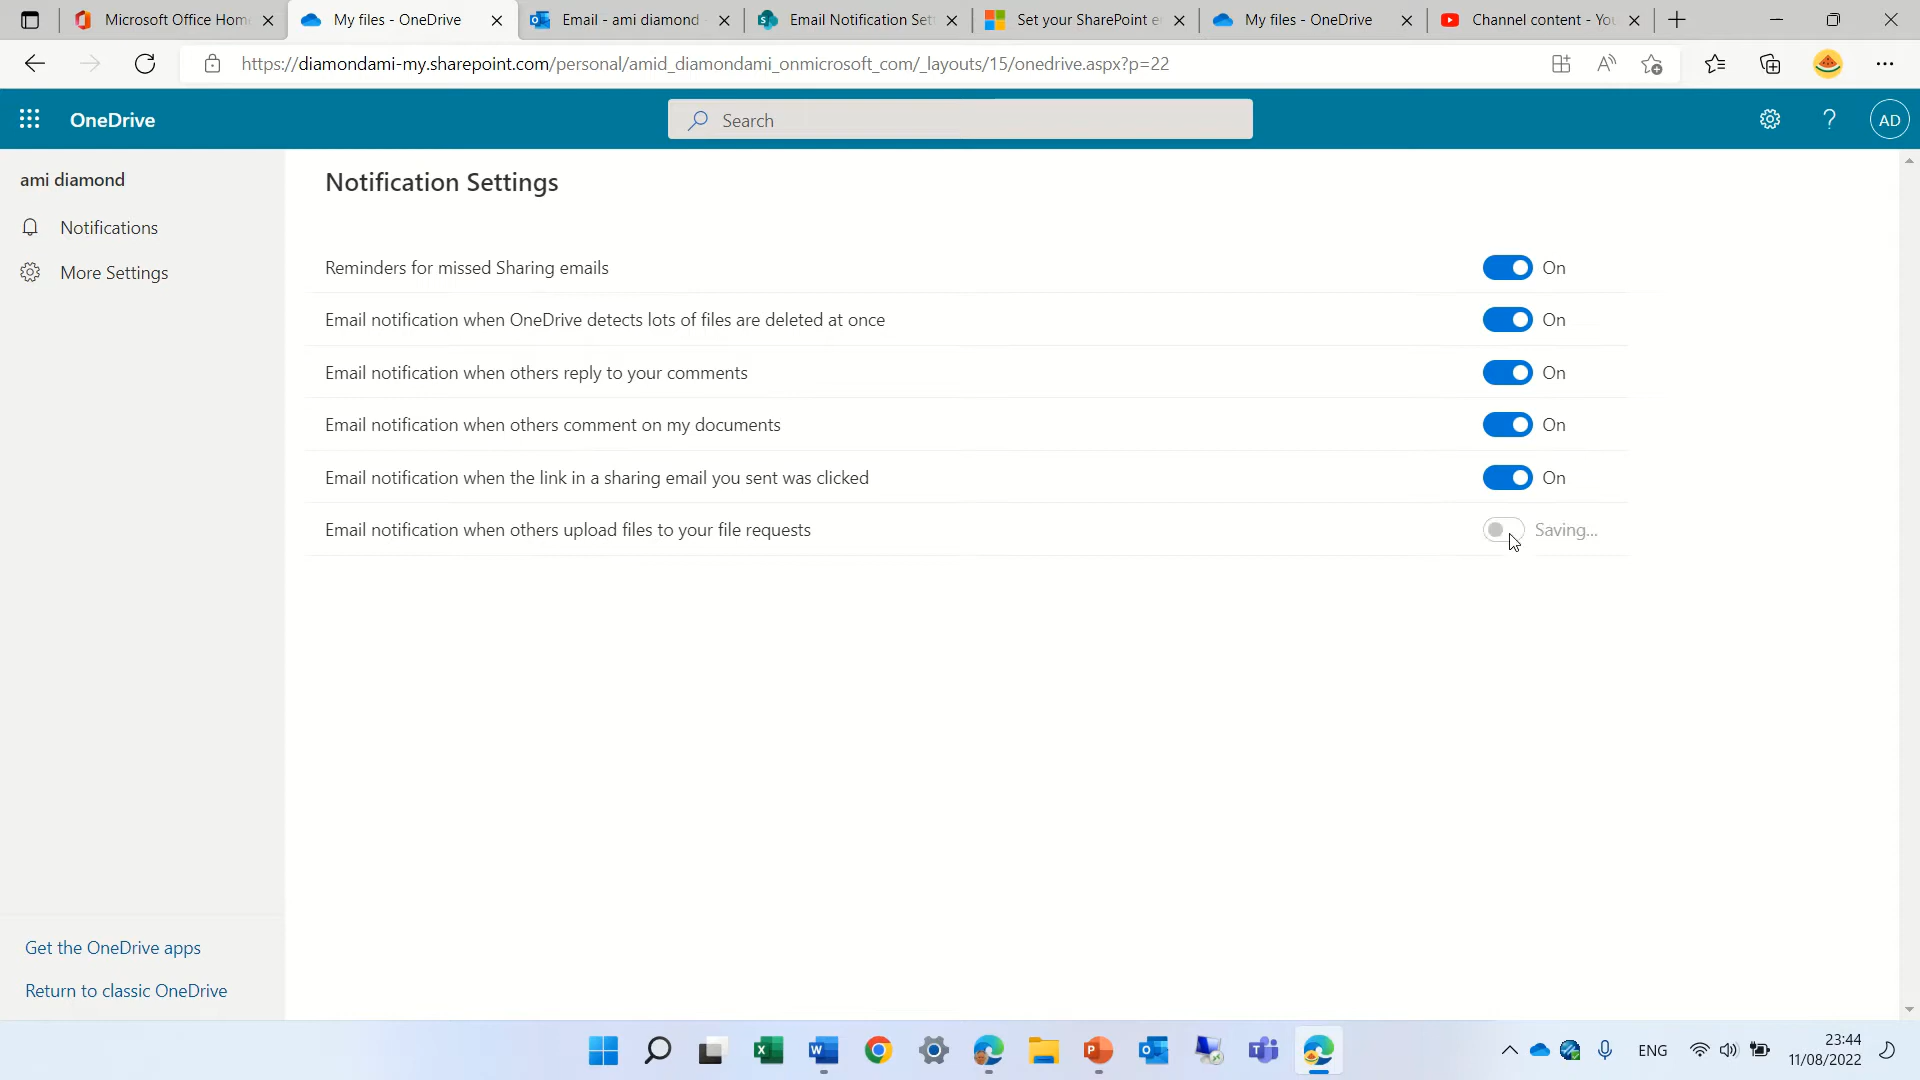 Microsoft Office Hom
My files - OneDrive
Email - ami diamond -
Email Notification Set
Set your SharePoint e
My files - OneDrive
Channel content - You
https://diamondami-my.sharepoint.com/personal/amid_diamondami_onmicrosoft_com/_layouts/15/onedrive.aspx?p=22
OneDrive
Search
AD
ami diamond
Notifications
More Settings
Notification Settings
Reminders for missed Sharing emails On
Email notification when OneDrive detects lots of files are deleted at once On
Email notification when others reply to your comments On
Email notification when others comment on my documents On
Email notification when the link in a sharing email you sent was clicked On
Email notification when others upload files to your file requests Saving...
Get the OneDrive apps
Return to classic OneDrive
ENG
23:44
11/08/2022